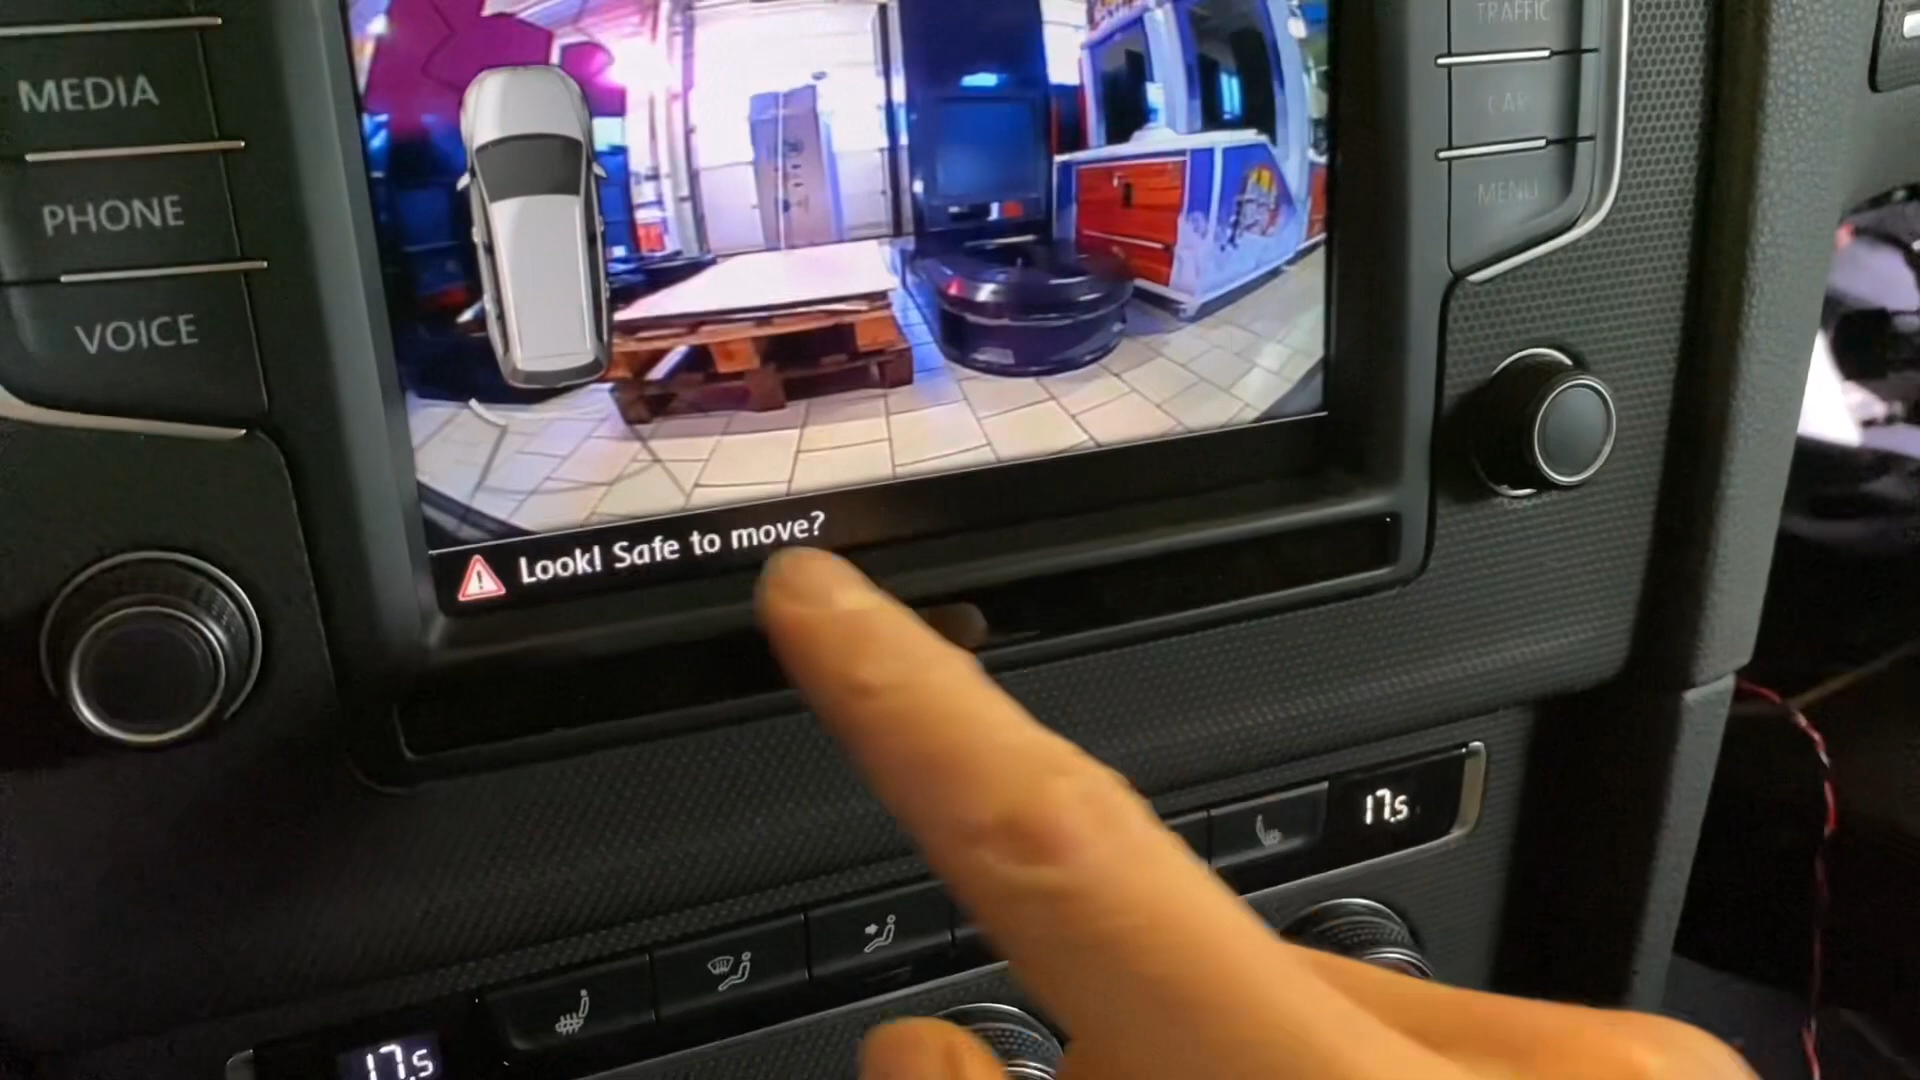 MEDIA
PHONE
VOICE
TRAFFIC
CAR
MENU
Look! Safe to move?
17.5
17.5